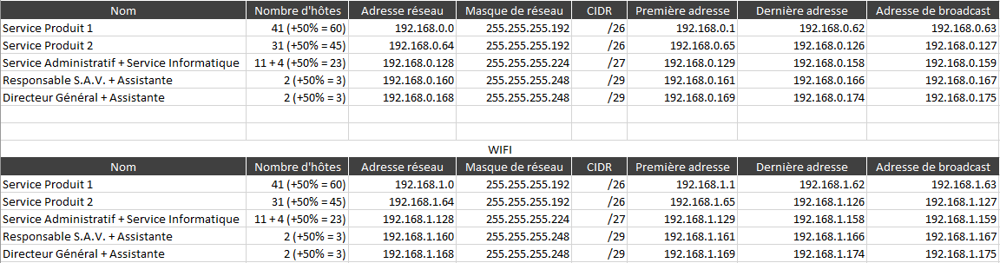 Nom Nombre d'hôtes Adresse réseau Masque de réseau CIDR Première adresse Dernière adresse Adresse de broadcast
Service Produit 1 41 (+50% = 60) 192.168.0.0 255.255.255.192 /26 192.168.0.1 192.168.0.62 192.168.0.63
Service Produit 2 31 (+50% = 45) 192.168.0.64 255.255.255.192 /26 192.168.0.65 192.168.0.126 192.168.0.127
Service Administratif + Service Informatique 11 + 4 (+50% = 23) 192.168.0.128 255.255.255.224 /27 192.168.0.129 192.168.0.158 192.168.0.159
Responsable S.A.V. + Assistante 2 (+50% = 3) 192.168.0.160 255.255.255.248 /29 192.168.0.161 192.168.0.166 192.168.0.167
Directeur Général + Assistante 2 (+50% = 3) 192.168.0.168 255.255.255.248 /29 192.168.0.169 192.168.0.174 192.168.0.175
WIFI
Nom Nombre d'hôtes Adresse réseau Masque de réseau CIDR Première adresse Dernière adresse Adresse de broadcast
Service Produit 1 41 (+50% = 60) 192.168.1.0 255.255.255.192 /26 192.168.1.1 192.168.1.62 192.168.1.63
Service Produit 2 31 (+50% = 45) 192.168.1.64 255.255.255.192 /26 192.168.1.65 192.168.1.126 192.168.1.127
Service Administratif + Service Informatique 11 + 4 (+50% = 23) 192.168.1.128 255.255.255.224 /27 192.168.1.129 192.168.1.158 192.168.1.159
Responsable S.A.V. + Assistante 2 (+50% = 3) 192.168.1.160 255.255.255.248 /29 192.168.1.161 192.168.1.166 192.168.1.167
Directeur Général + Assistante 2 (+50% = 3) 192.168.1.168 255.255.255.248 /29 192.168.1.169 192.168.1.174 192.168.1.175